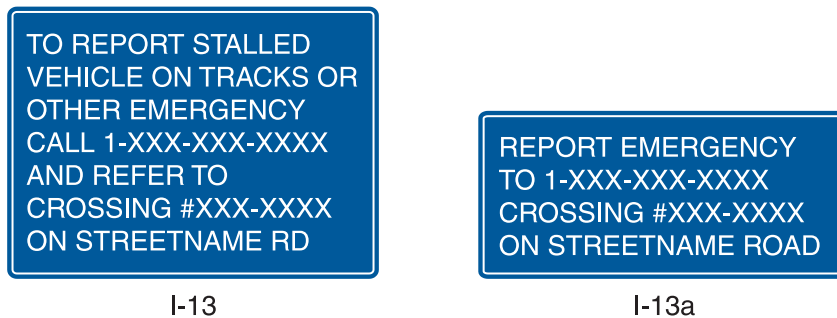 TO REPORT STALLED
VEHICLE ON TRACKS OR
OTHER EMERGENCY
CALL 1-XXX-XXX-XXXX
AND REFER TO
CROSSING #XXX-XXXX
ON STREETNAME RD
I-13
REPORT EMERGENCY
TO 1-XXX-XXX-XXXX
CROSSING #XXX-XXXX
ON STREETNAME ROAD
I-13a